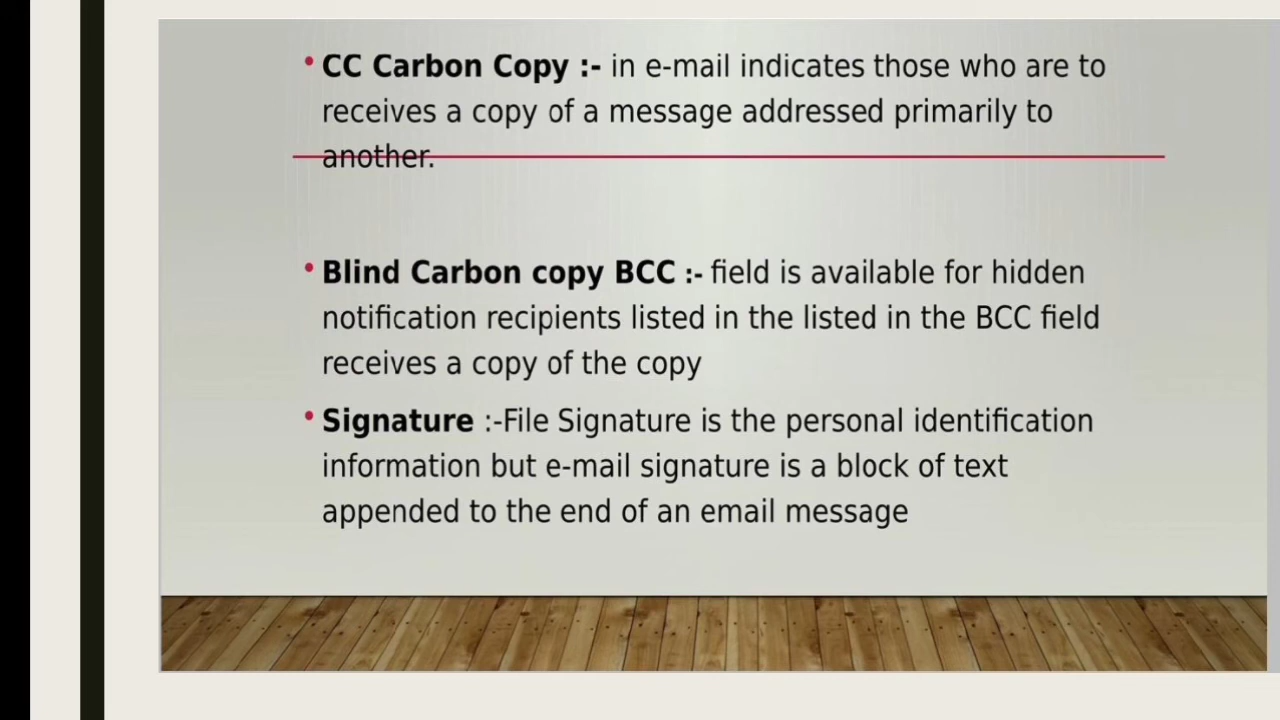 • CC Carbon Copy :- in e-mail indicates those who are to
receives a copy of a message addressed primarily to
another.
• Blind Carbon copy BCC :- field is available for hidden
notification recipients listed in the listed in the BCC field
receives a copy of the copy
• Signature :-File Signature is the personal identification
information but e-mail signature is a block of text
appended to the end of an email message